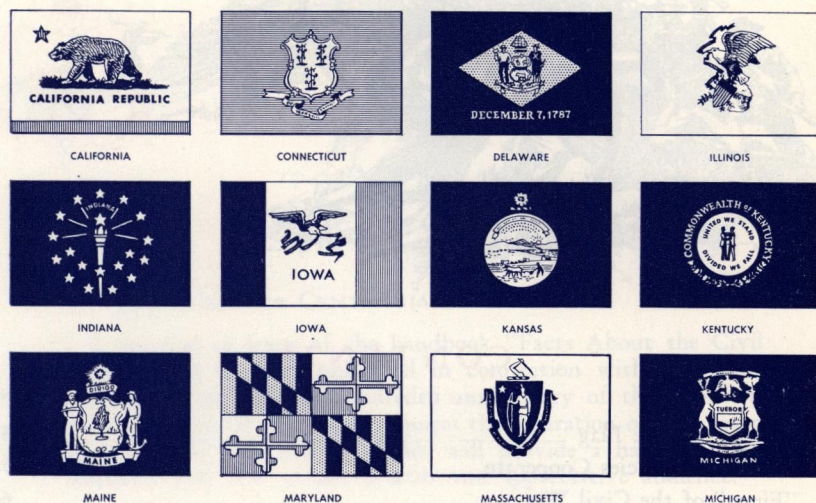 CALIFORNIA REPUBLIC
CALIFORNIA
CONNECTICUT
DECEMBER 7, 1787
DELAWARE
ILLINOIS
INDIANA
INDIANA
IOWA
IOWA
KANSAS
COMMONWEALTH OF KENTUCKY
UNITED WE STAND
DIVIDED WE FALL
KENTUCKY
DIRIGO
MAINE
MAINE
MARYLAND
MASSACHUSETTS
TUEBOR
MICHIGAN
MICHIGAN